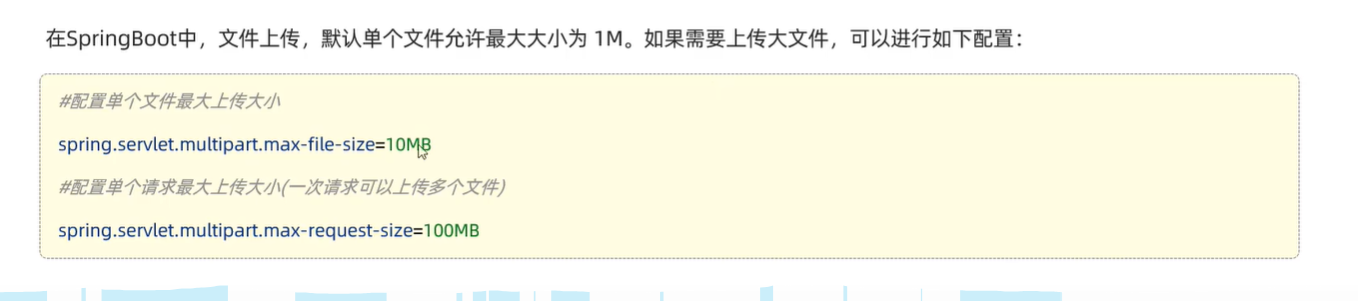 在SpringBoot中，文件上传，默认单个文件允许最大大小为 1M。如果需要上传大文件，可以进行如下配置：
#配置单个文件最大上传大小
spring.servlet.multipart.max-file-size=10MB
#配置单个请求最大上传大小(一次请求可以上传多个文件)
spring.servlet.multipart.max-request-size=100MB